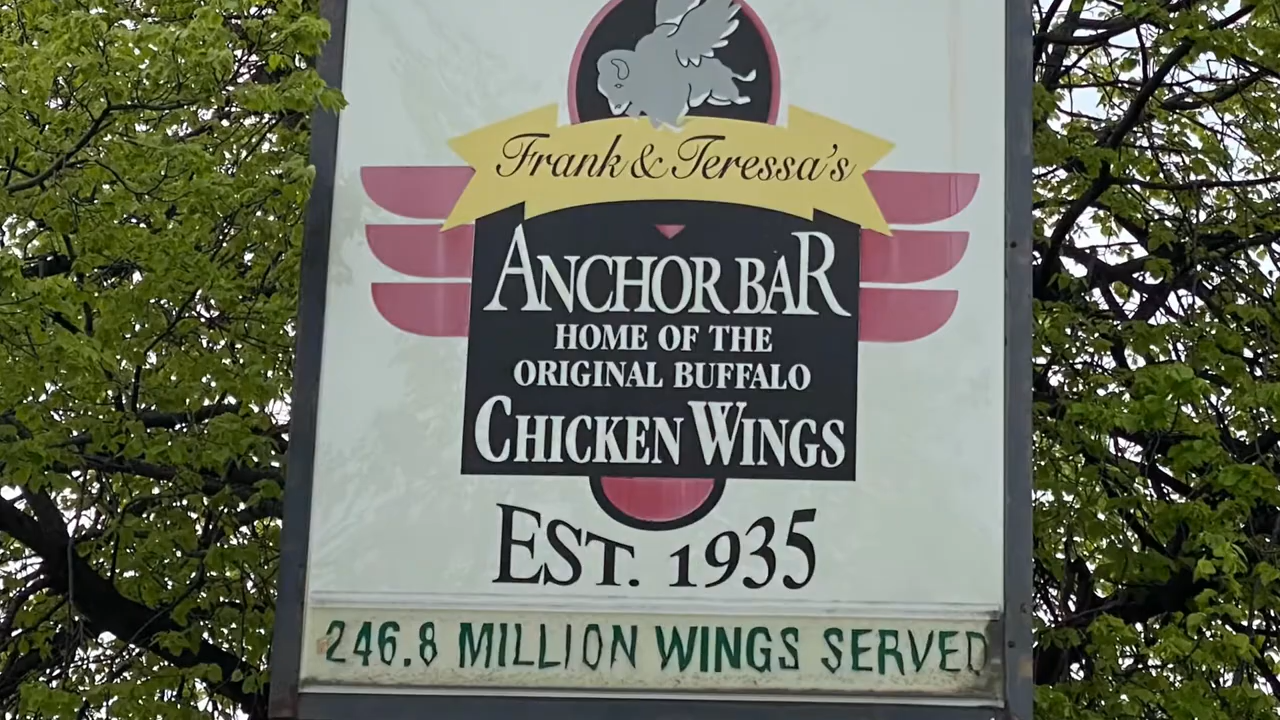 Frank & Teressa's
ANCHOR BAR
HOME OF THE
ORIGINAL BUFFALO
CHICKEN WINGS
EST. 1935
246.8 MILLION WINGS SERVED